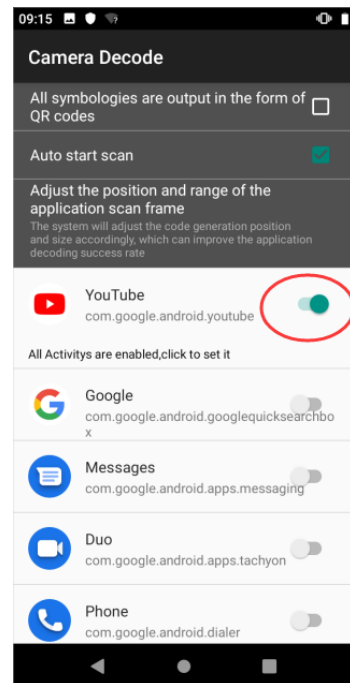 09:15
Camera Decode
All symbologies are output in the form of
QR codes
Auto start scan
Adjust the position and range of the
application scan frame
The system will adjust the code generation position
and size accordingly, which can improve the application
decoding success rate
YouTube
com.google.android.youtube
All Activitys are enabled,click to set it
Google
com.google.android.googlequicksearchbo
x
Messages
com.google.android.apps.messaging
Duo
com.google.android.apps.tachyon
Phone
com.google.android.dialer